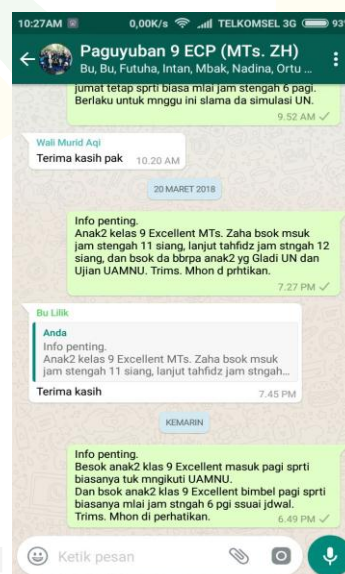 10:27AM 0,00K/s TELKOMSEL 3G 93%
Paguyuban 9 ECP (MTs. ZH)
Bu, Bu, Futuha, Intan, Mbak, Nadina, Ortu ...
jumat tetap sprti biasa mlai jam stengah 6 pagi.
Berlaku untuk mnggu ini slama da simulasi UN.
9.52 AM
Wali Murid Aqi
Terima kasih pak 10.20 AM
20 MARET 2018
Info penting.
Anak2 kelas 9 Excellent MTs. Zaha bsok msuk
jam stengah 11 siang, lanjut tahfidz jam stngah 12
siang, dan bsok da bbrpa anak2 yg Gladi UN dan
Ujian UAMNU. Trims. Mhon d prhtikan.
7.27 PM
Bu Lilik
Anda
Info penting.
Anak2 kelas 9 Excellent MTs. Zaha bsok msuk
jam stengah 11 siang, lanjut tahfidz jam stngah...
Terima kasih 7.45 PM
KEMARIN
Info penting.
Besok anak2 klas 9 Excellent masuk pagi sprti
biasanya tuk mngikuti UAMNU.
Dan bsok anak2 klas 9 Excellent bimbel pagi sprti
biasanya mlai jam stngah 6 pgi ssuai jdwal.
Trims. Mhon di perhatikan.
6.49 PM
Ketik pesan